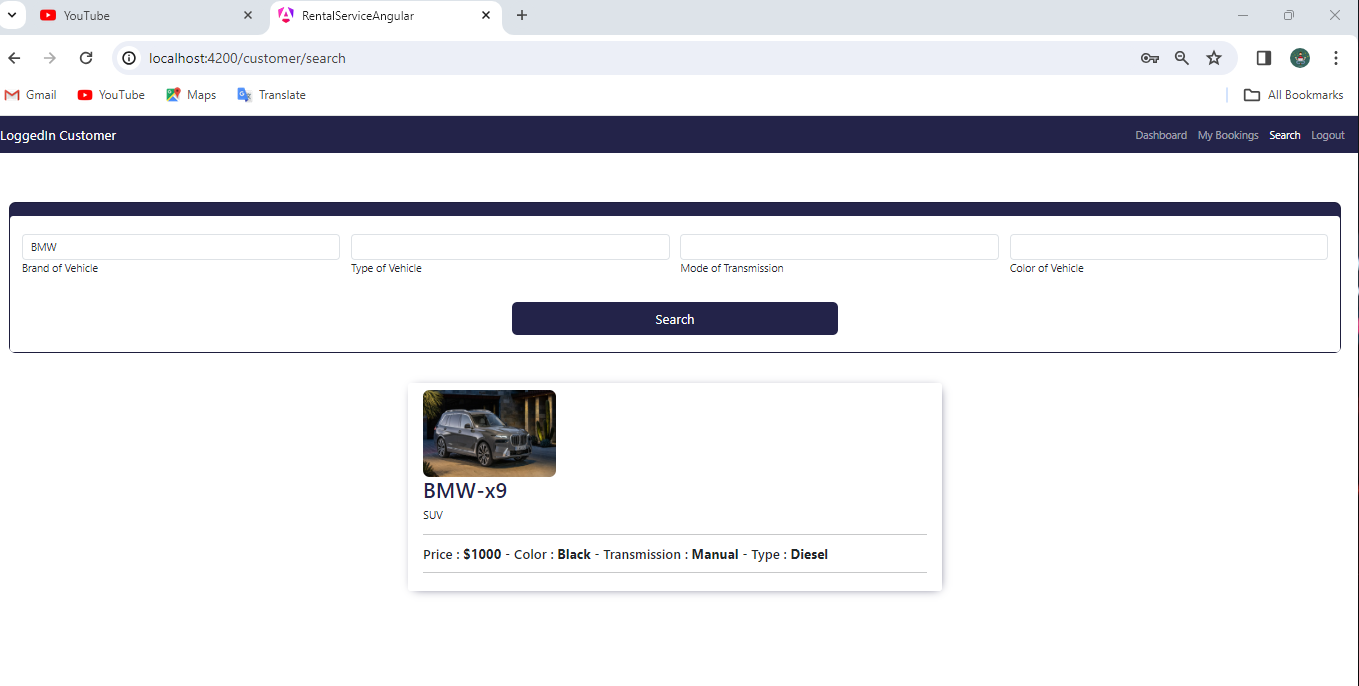 YouTube
RentalServiceAngular
localhost:4200/customer/search
Gmail
YouTube
Maps
Translate
All Bookmarks
LoggedIn Customer
Dashboard
My Bookings
Search
Logout
BMW
Brand of Vehicle
Type of Vehicle
Mode of Transmission
Color of Vehicle
Search
BMW-x9
SUV
Price : $1000 - Color : Black - Transmission : Manual - Type : Diesel